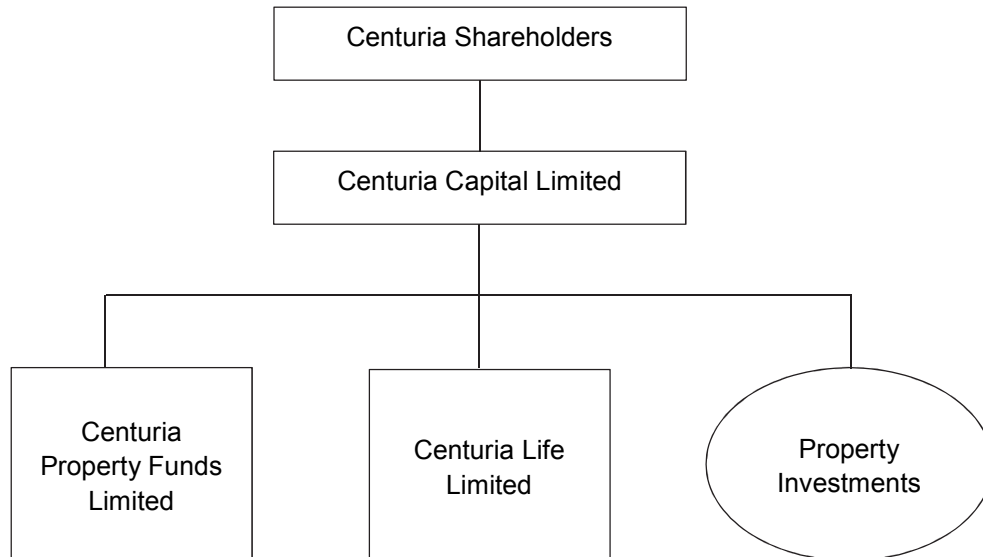 Centuria Shareholders
Centuria Capital Limited
Centuria
Property Funds
Limited
Centuria Life
Limited
Property
Investments